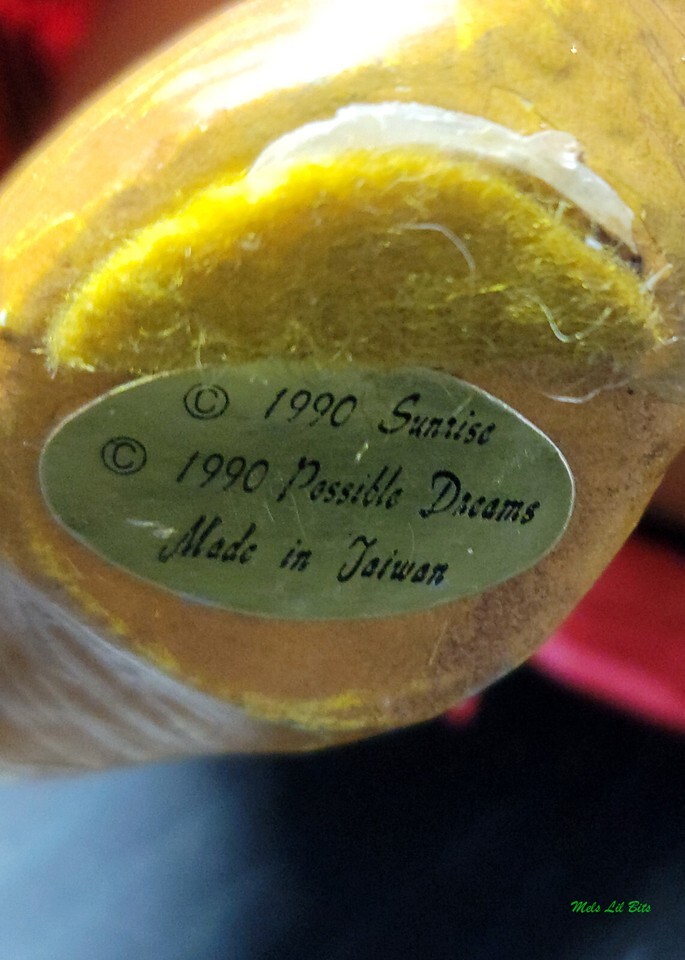 © 1990 Sunrise
© 1990 Possible Dreams
Made in Taiwan
Mels Lil Bits